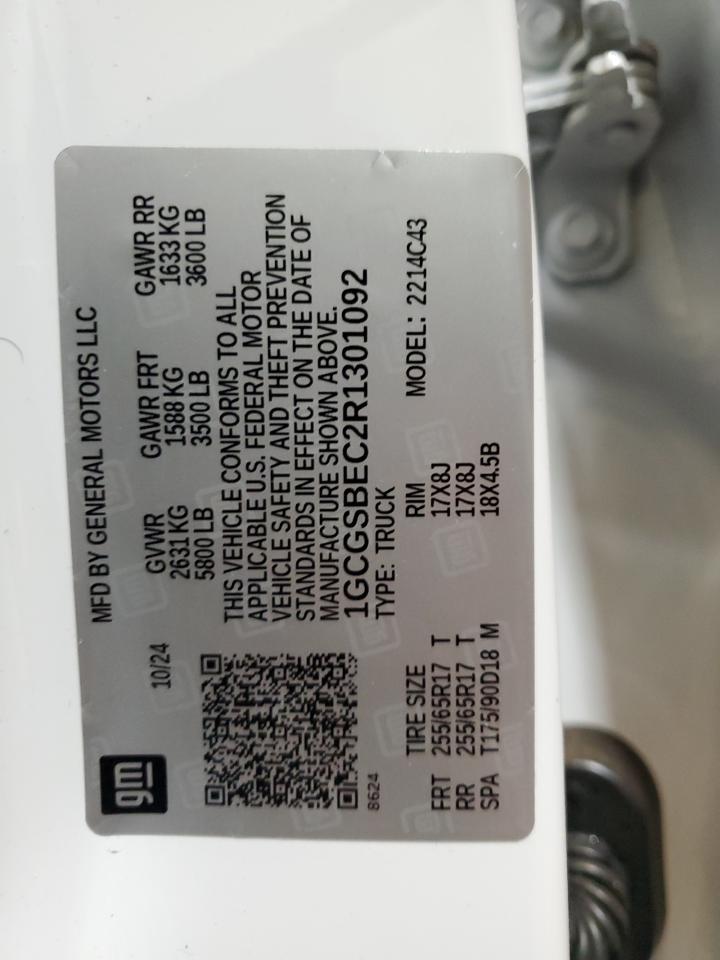 gm
MFD BY GENERAL MOTORS LLC
10/24
GVWR GAWR FRT GAWR RR
2631 KG 1588 KG 1633 KG
5800 LB 3500 LB 3600 LB
THIS VEHICLE CONFORMS TO ALL
APPLICABLE U.S. FEDERAL MOTOR
VEHICLE SAFETY AND THEFT PREVENTION
STANDARDS IN EFFECT ON THE DATE OF
MANUFACTURE SHOWN ABOVE.
1GCGSBEC2R1301092
8624
TYPE: TRUCK
TIRE SIZE RIM MODEL: 2214C43
FRT 255/65R17 T 17X8J
RR 255/65R17 T 17X8J
SPA T175/90D18 M 18X4.5B